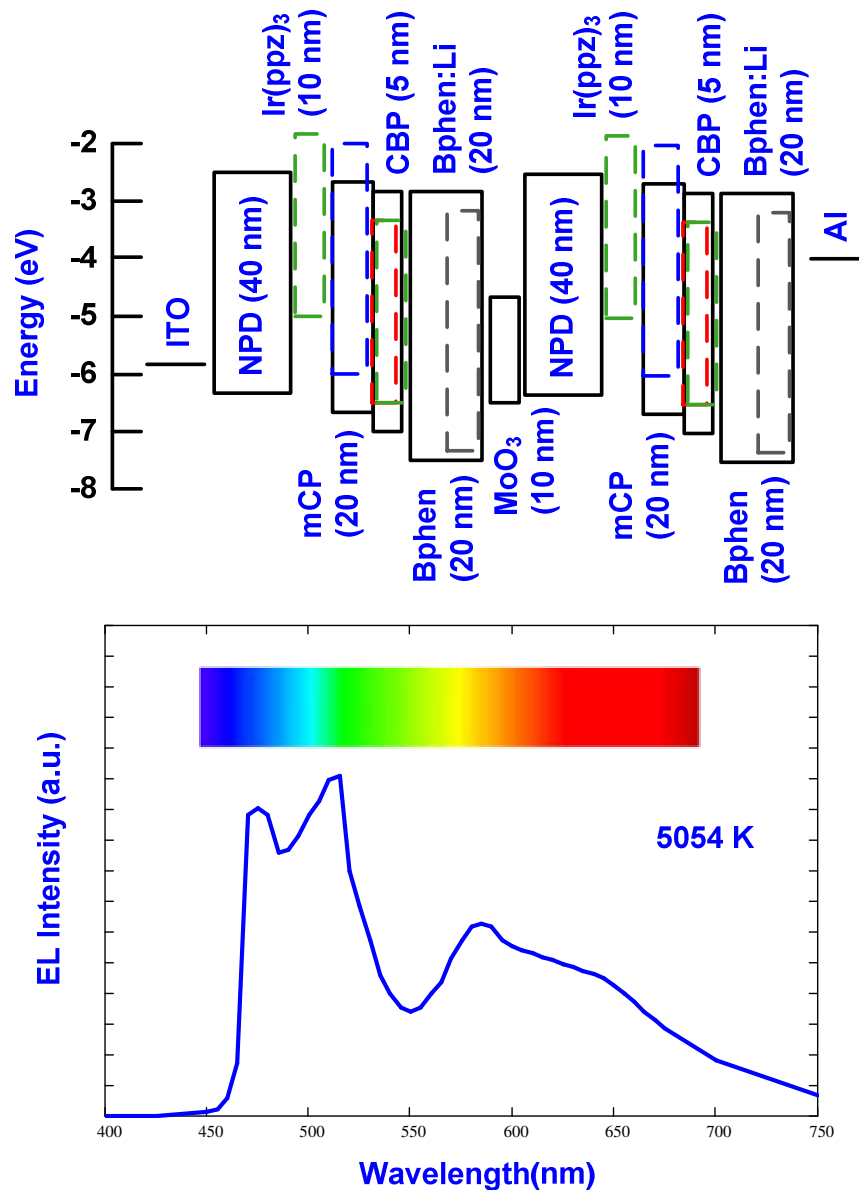 Ir(ppz)3
(10 nm)
CBP (5 nm)
Bphen:Li
(20 nm)
Ir(ppz)3
(10 nm)
CBP (5 nm)
Bphen:Li
(20 nm)
Energy (eV)
-2
-3
-4
-5
-6
-7
-8
ITO
NPD (40 nm)
mCP
(20 nm)
Bphen
(20 nm)
MoO3
(10 nm)
NPD (40 nm)
mCP
(20 nm)
Bphen
(20 nm)
Al
EL Intensity (a.u.)
5054 K
400 450 500 550 600 650 700 750
Wavelength(nm)